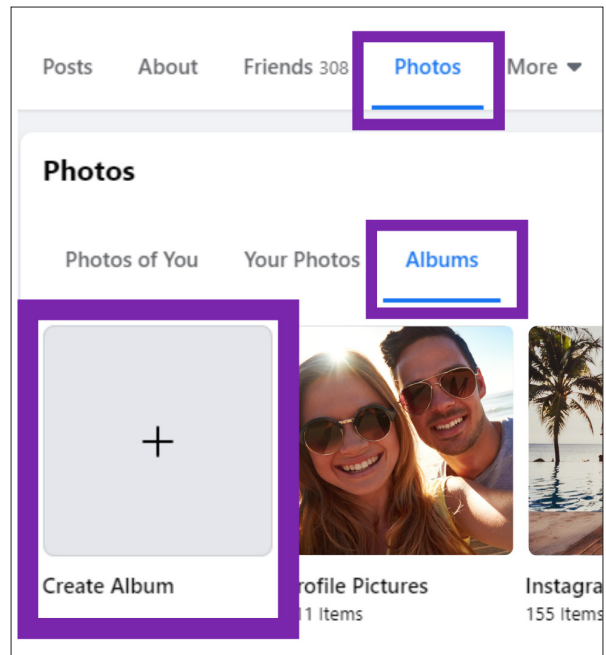 Posts About Friends 308 Photos More
Photos
Photos of You Your Photos Albums
Create Album rofile Pictures Instagra
1 Items 155 Items